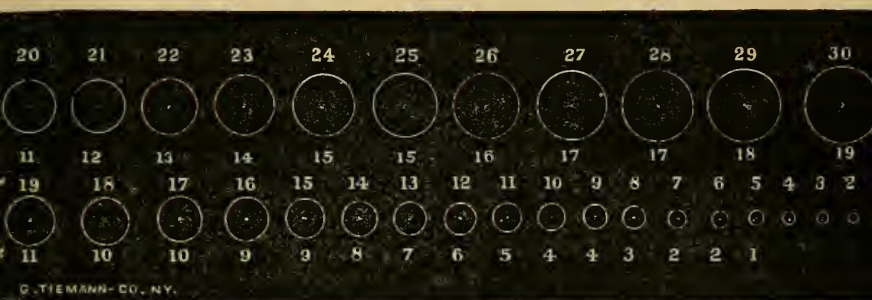 20 21 22 23 24 25 26 27 28 29 30
11 12 13 14 15 15 16 17 17 18 19
19 18 17 16 15 14 13 12 11 10 9 8 7 6 5 4 3 2
11 10 10 9 9 8 7 6 5 4 4 3 2 2 1
G.TIEMANN-CO. NY.